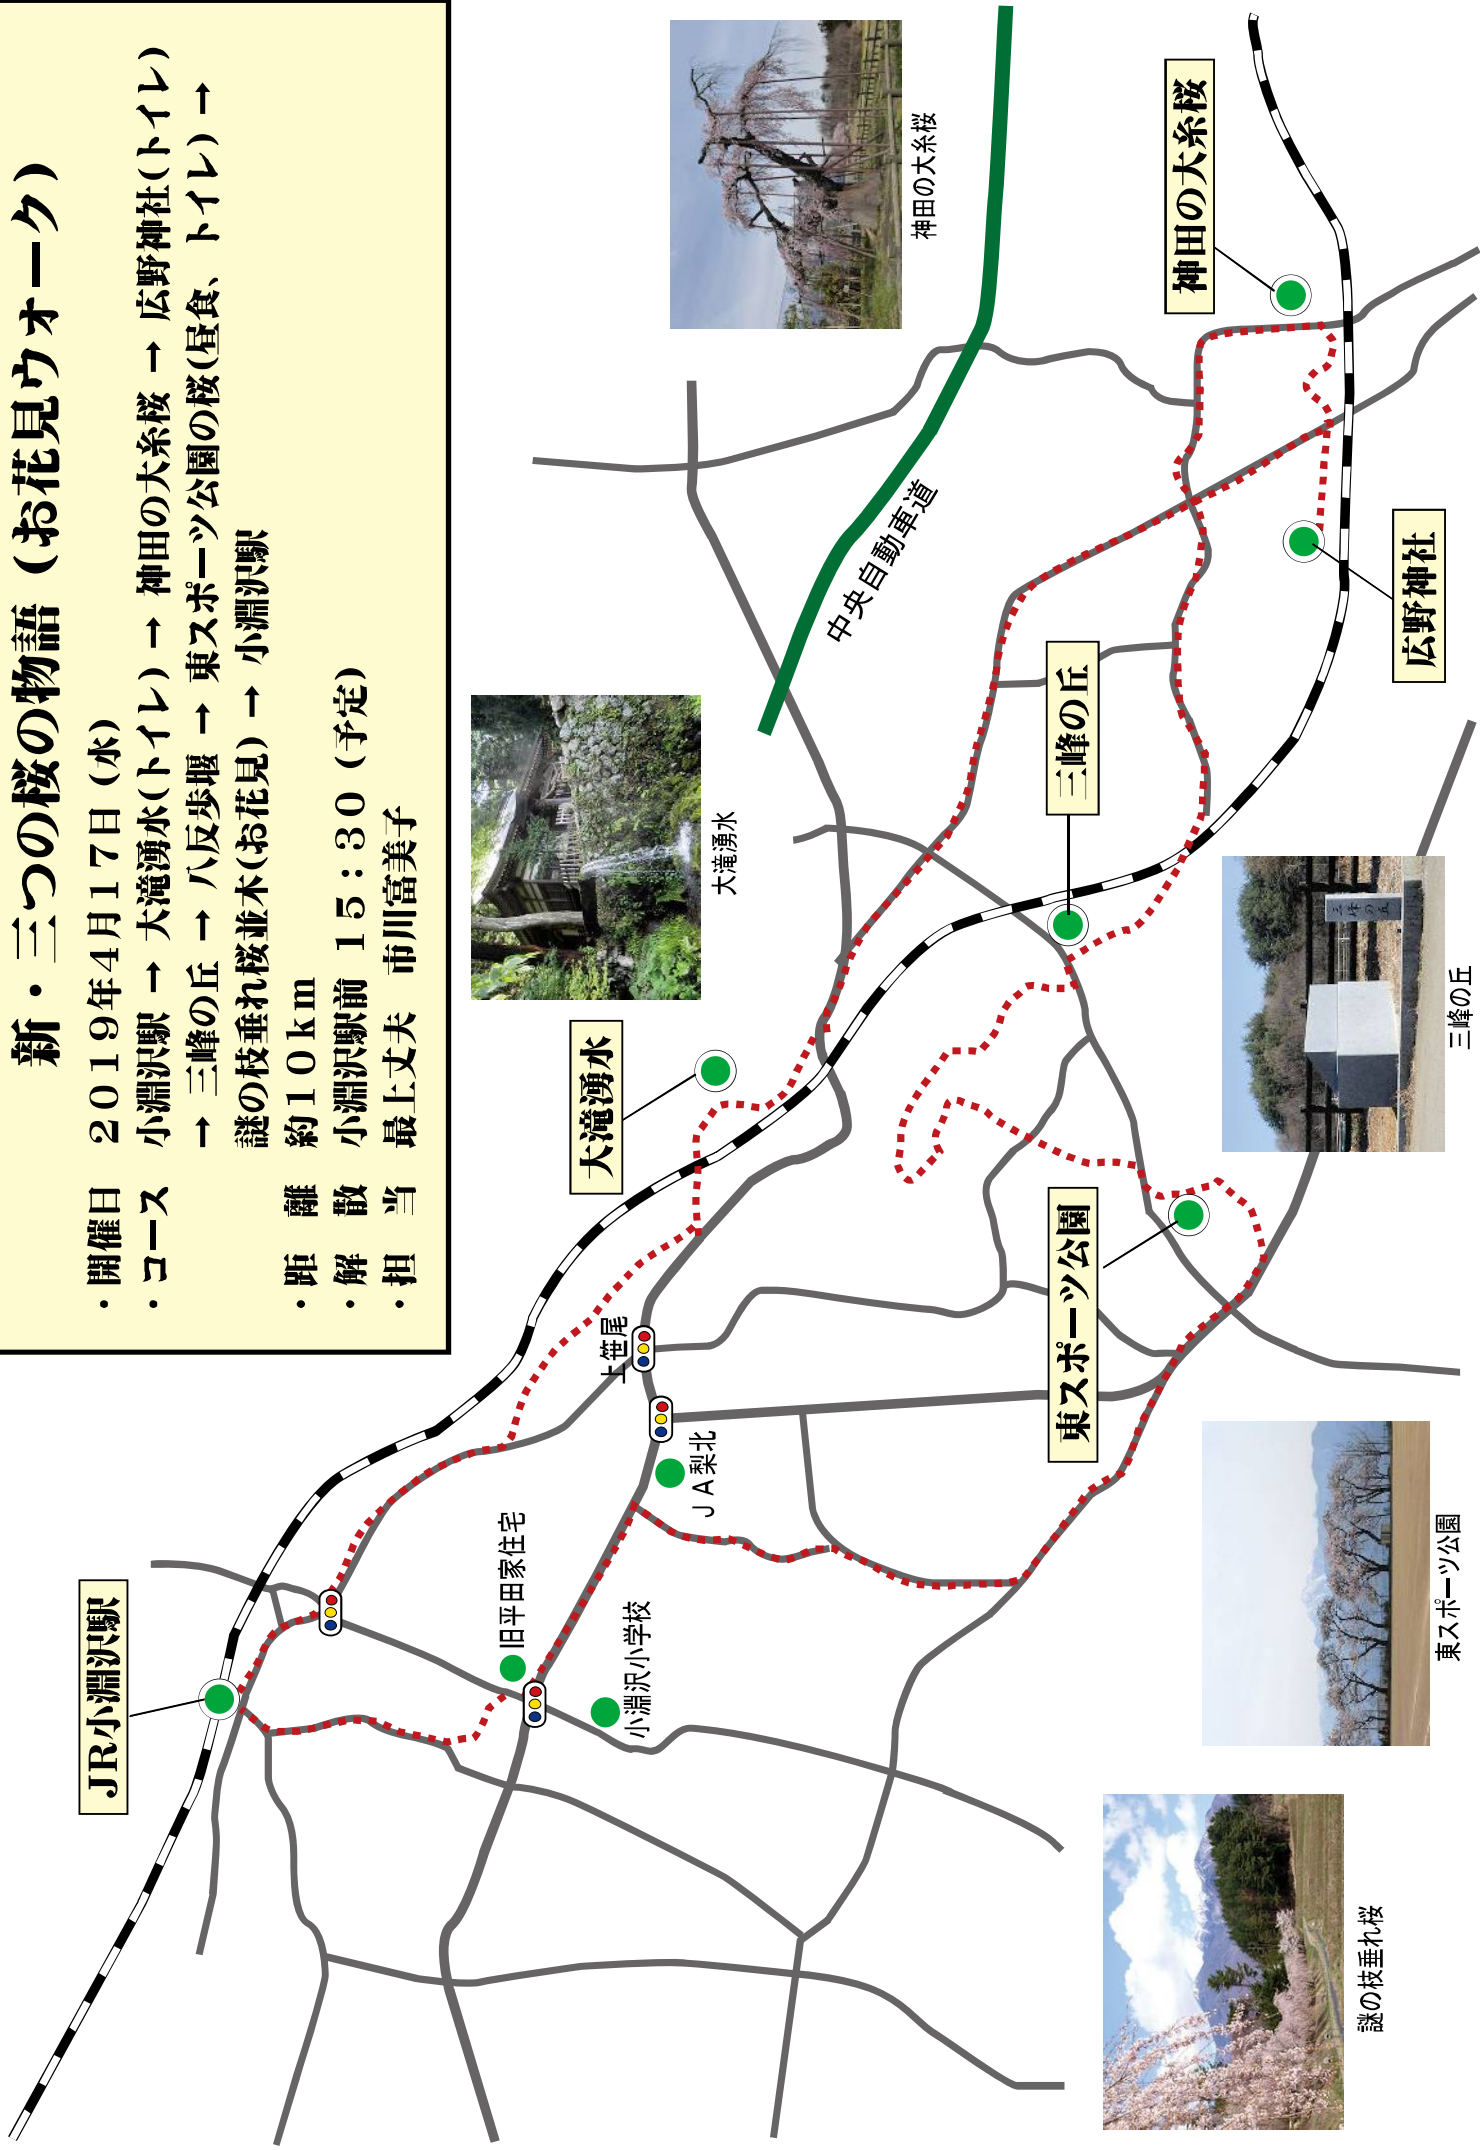 新・三つの桜の物語（お花見ウォーク）
・開催日　２０１９年４月１７日（水）
・コース　小淵沢駅 → 大滝湧水(トイレ) → 神田の大糸桜 → 広野神社(トイレ)
→ 三峰の丘 → 八反歩堰 → 東スポーツ公園の桜(昼食、トイレ) →
謎の枝垂れ桜並木(お花見) → 小淵沢駅
・距　離　約１０ｋｍ
・解　散　小淵沢駅前　１５：３０（予定）
・担　当　最上丈夫　市川富美子
JR小淵沢駅
旧平田家住宅
小淵沢小学校
上笹尾
ＪＡ梨北
大滝湧水
大滝湧水
中央自動車道
神田の大糸桜
神田の大糸桜
三峰の丘
広野神社
東スポーツ公園
三峰の丘
三峰の丘
東スポーツ公園
謎の枝垂れ桜